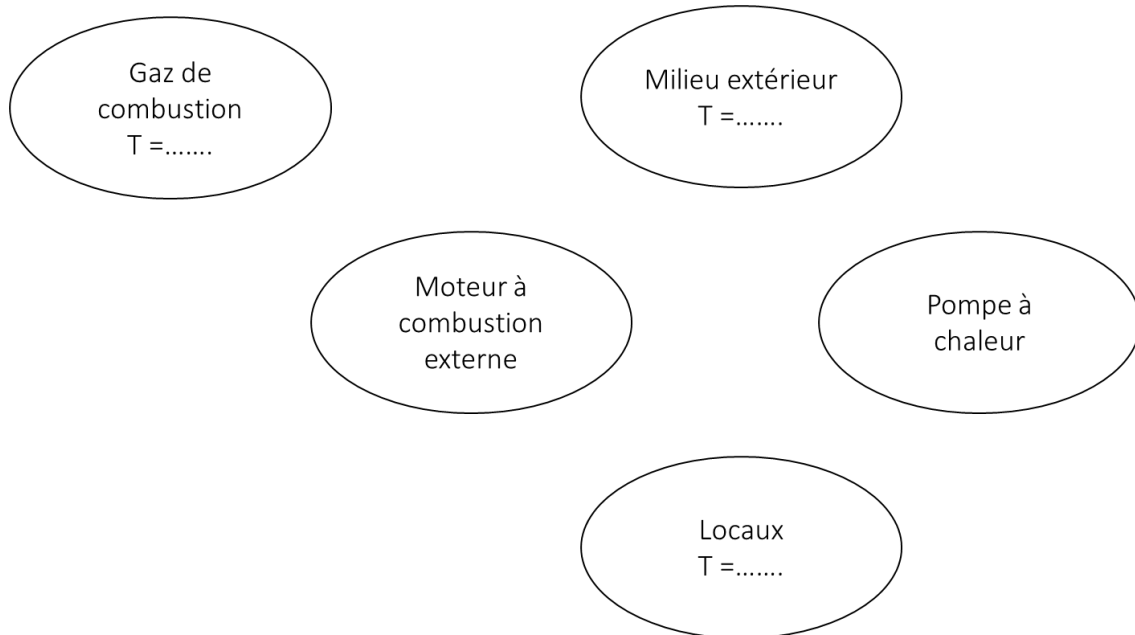 Gaz de
combustion
T =.......
Milieu extérieur
T =.......
Moteur à
combustion
externe
Pompe à
chaleur
Locaux
T =.......